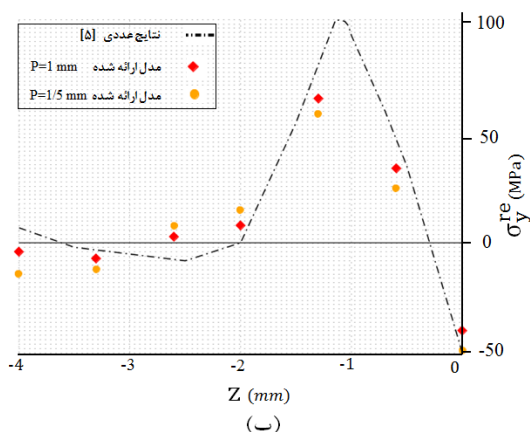 نتایج عددی [۵]
مدل ارائه شده P=1 mm
مدل ارائه شده P=1/5 mm
100
50
0
-50
σ_y^re (MPa)
-4 -3 -2 -1 0
Z (mm)
(ب)